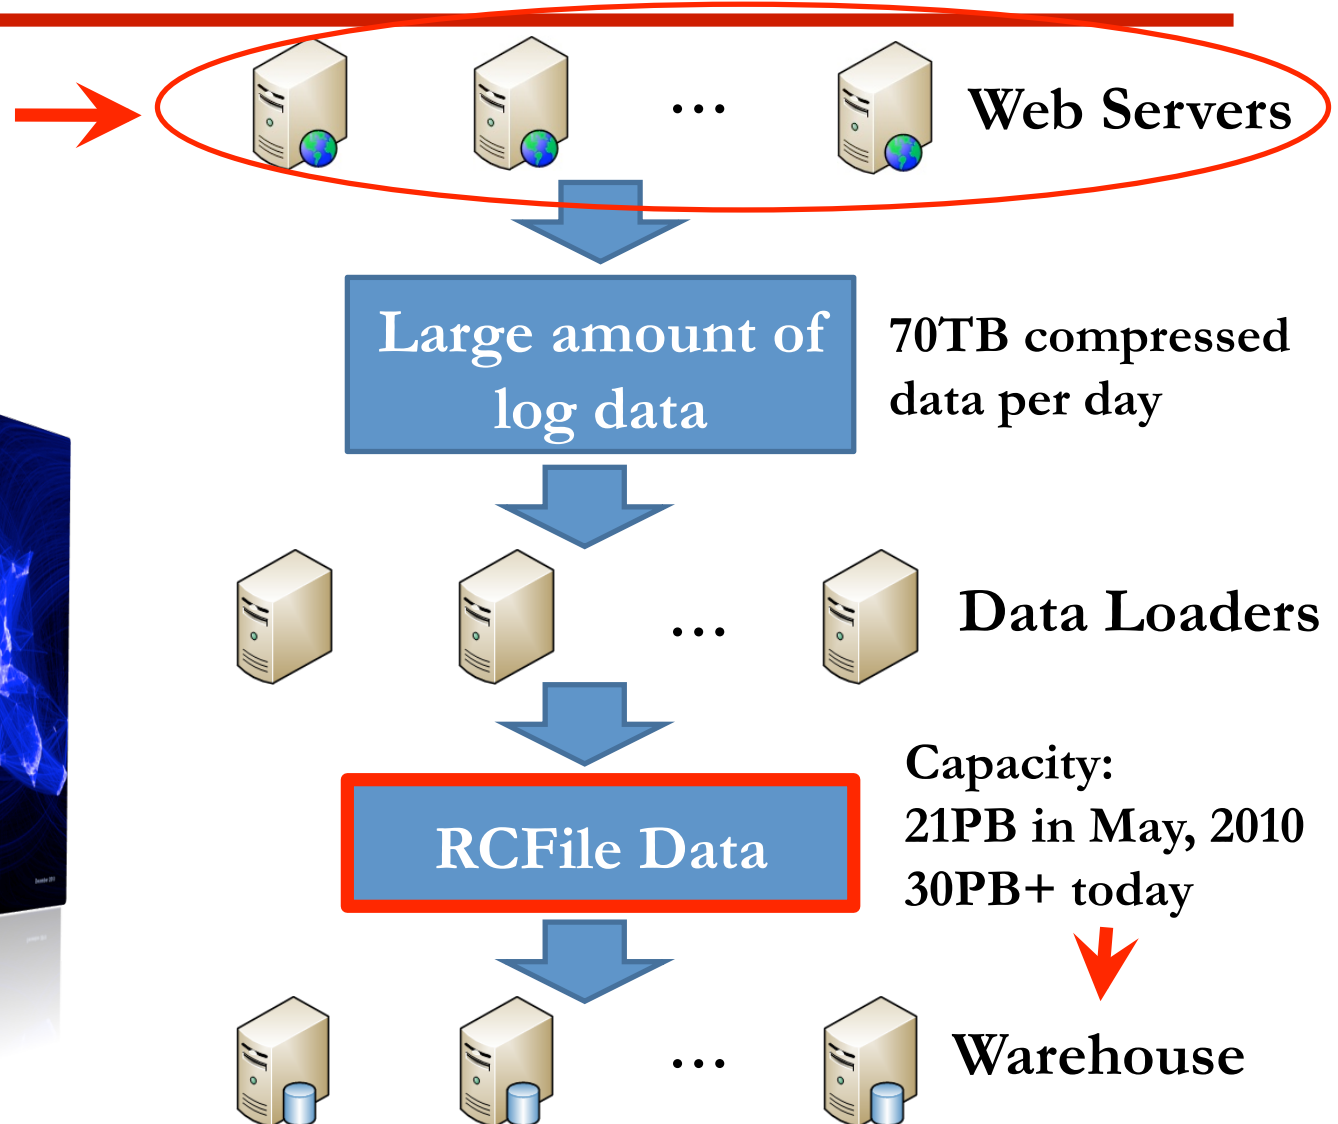 ... Web Servers
Large amount of
log data
70TB compressed
data per day
... Data Loaders
RCFile Data
Capacity:
21PB in May, 2010
30PB+ today
... Warehouse